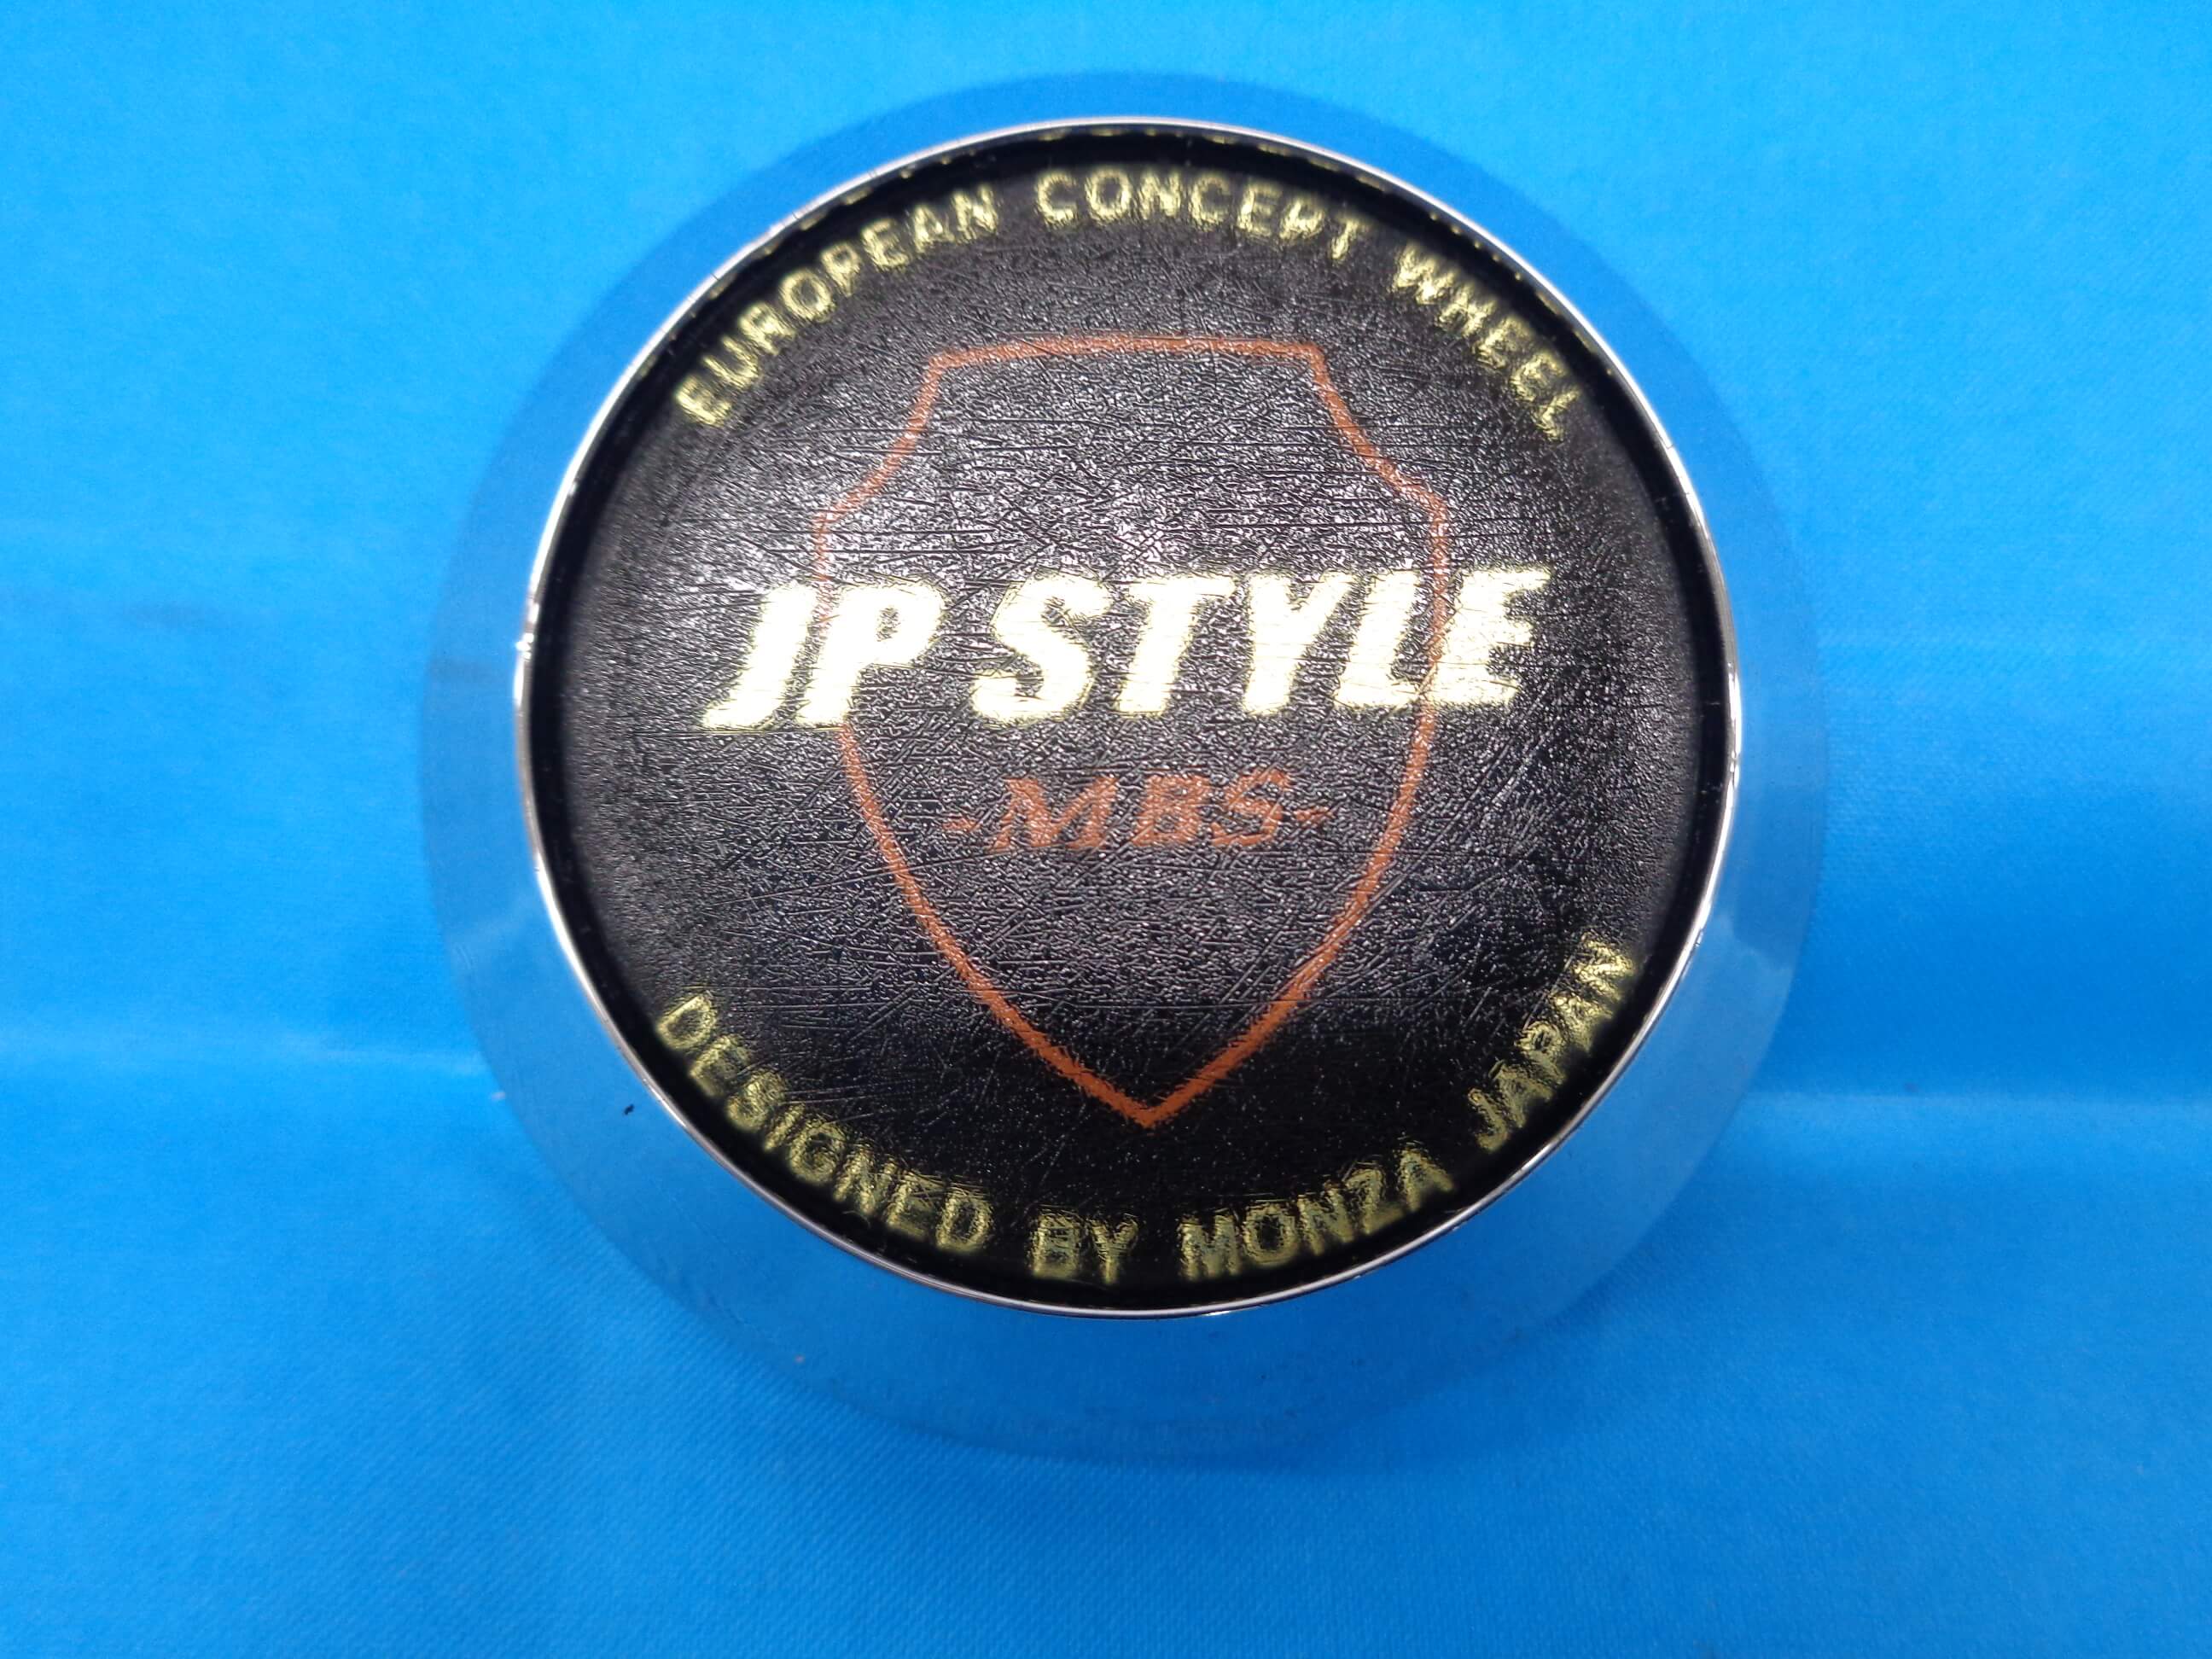 EUROPEAN CONCEPT WHEEL
JP STYLE
-MBS-
DESIGNED BY MONZA JAPAN